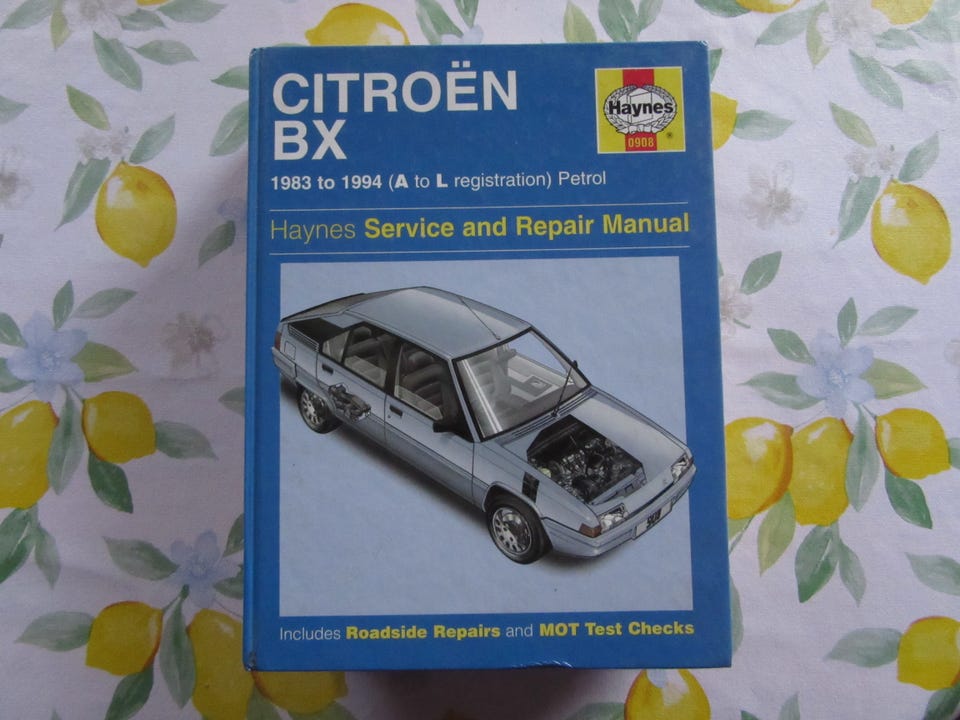 CITROËN
BX
Haynes
®
0908
1983 to 1994 (A to L registration) Petrol
Haynes Service and Repair Manual
Includes Roadside Repairs and MOT Test Checks